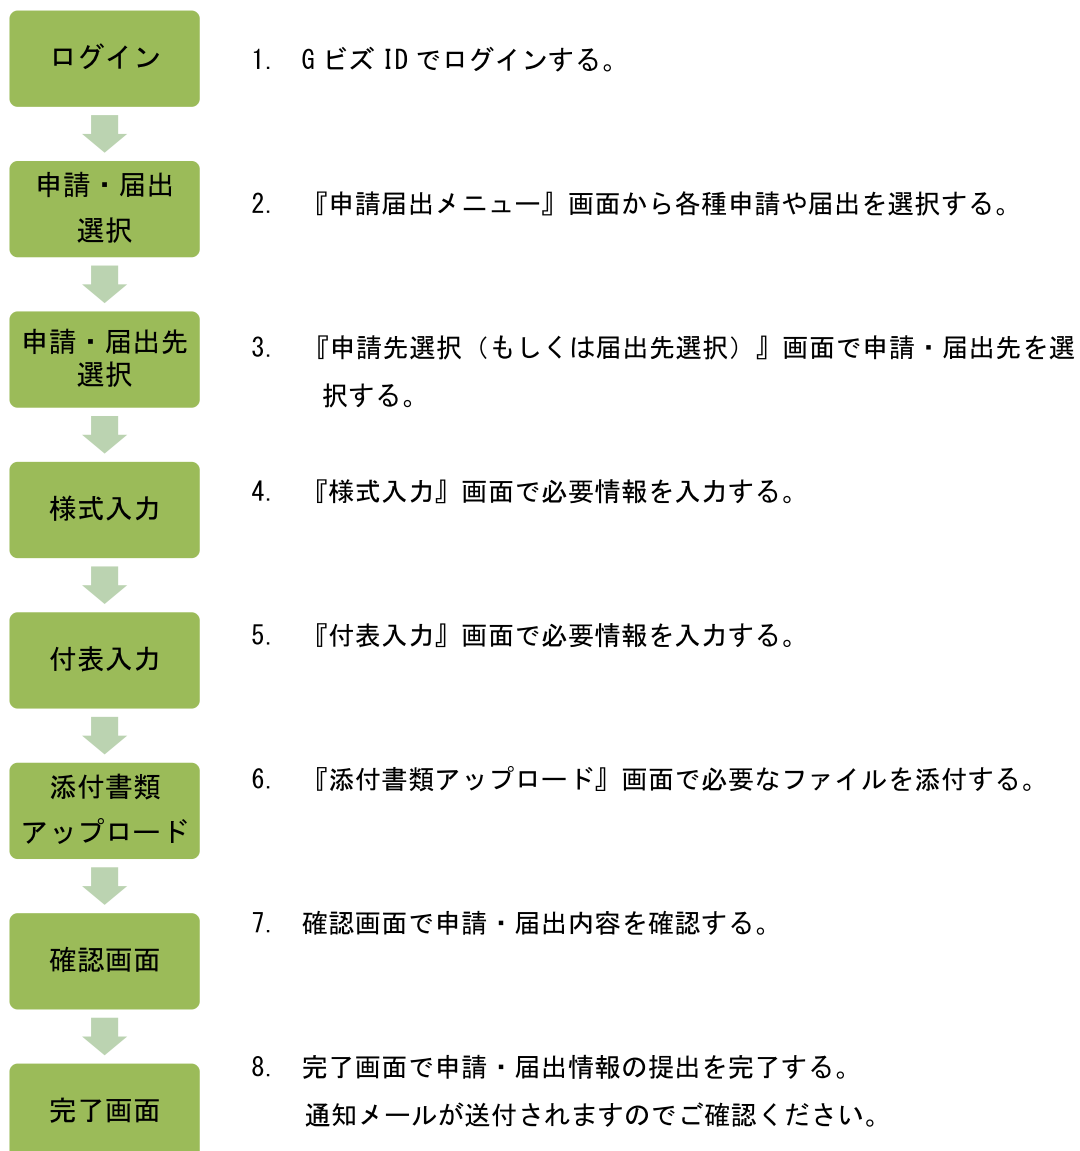 ログイン
1. GビズIDでログインする。
申請・届出
選択
2. 『申請届出メニュー』画面から各種申請や届出を選択する。
申請・届出先
選択
3. 『申請先選択（もしくは届出先選択）』画面で申請・届出先を選
択する。
様式入力
4. 『様式入力』画面で必要情報を入力する。
付表入力
5. 『付表入力』画面で必要情報を入力する。
添付書類
アップロード
6. 『添付書類アップロード』画面で必要なファイルを添付する。
確認画面
7. 確認画面で申請・届出内容を確認する。
完了画面
8. 完了画面で申請・届出情報の提出を完了する。
通知メールが送付されますのでご確認ください。